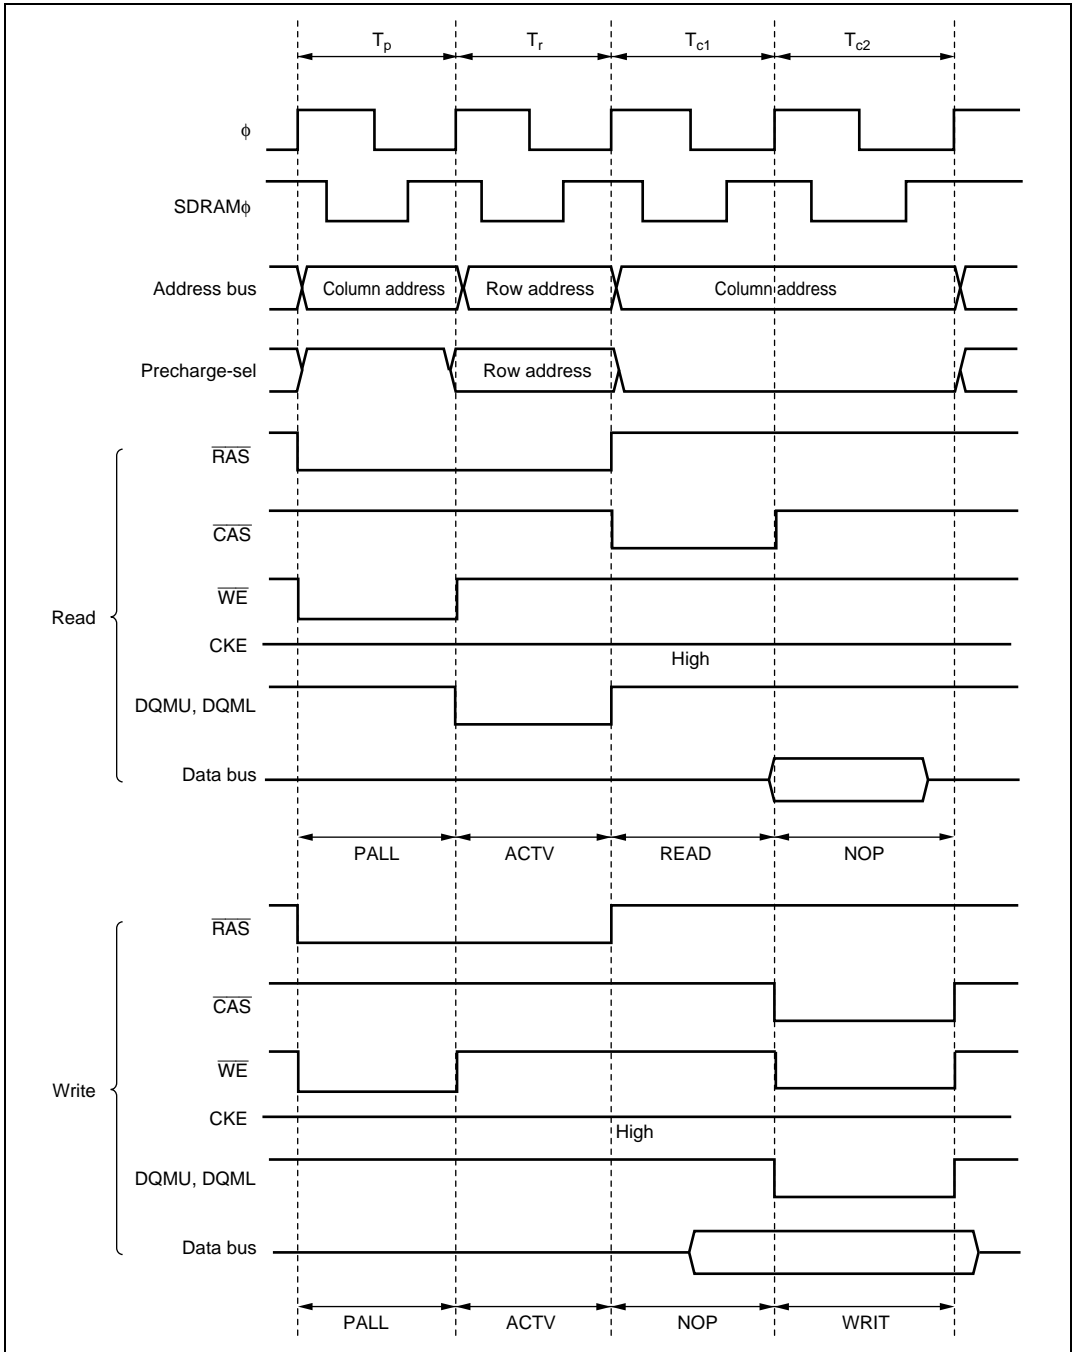 Tp Tr Tc1 Tc2
ϕ
SDRAMϕ
Address bus Column address Row address Column address
Precharge-sel Row address
RAS
CAS
WE
Read
CKE
High
DQMU, DQML
Data bus
PALL ACTV READ NOP
RAS
CAS
WE
Write
CKE
High
DQMU, DQML
Data bus
PALL ACTV NOP WRIT